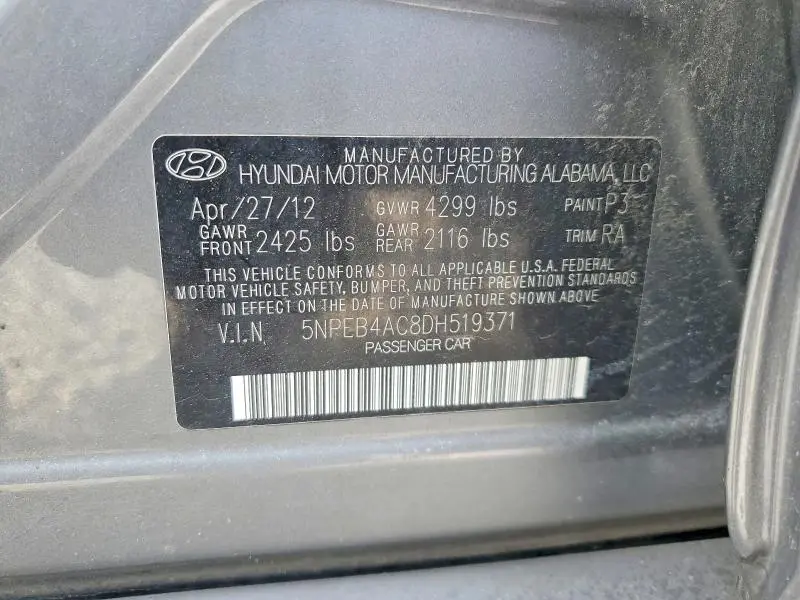 MANUFACTURED BY
HYUNDAI MOTOR MANUFACTURING ALABAMA, LLC
Apr/27/12 GVWR 4299 lbs PAINT P3
GAWR FRONT 2425 lbs GAWR REAR 2116 lbs TRIM RA
THIS VEHICLE CONFORMS TO ALL APPLICABLE U.S.A. FEDERAL
MOTOR VEHICLE SAFETY, BUMPER, AND THEFT PREVENTION STANDARDS
IN EFFECT ON THE DATE OF MANUFACTURE SHOWN ABOVE
V.I.N 5NPEB4AC8DH519371
PASSENGER CAR